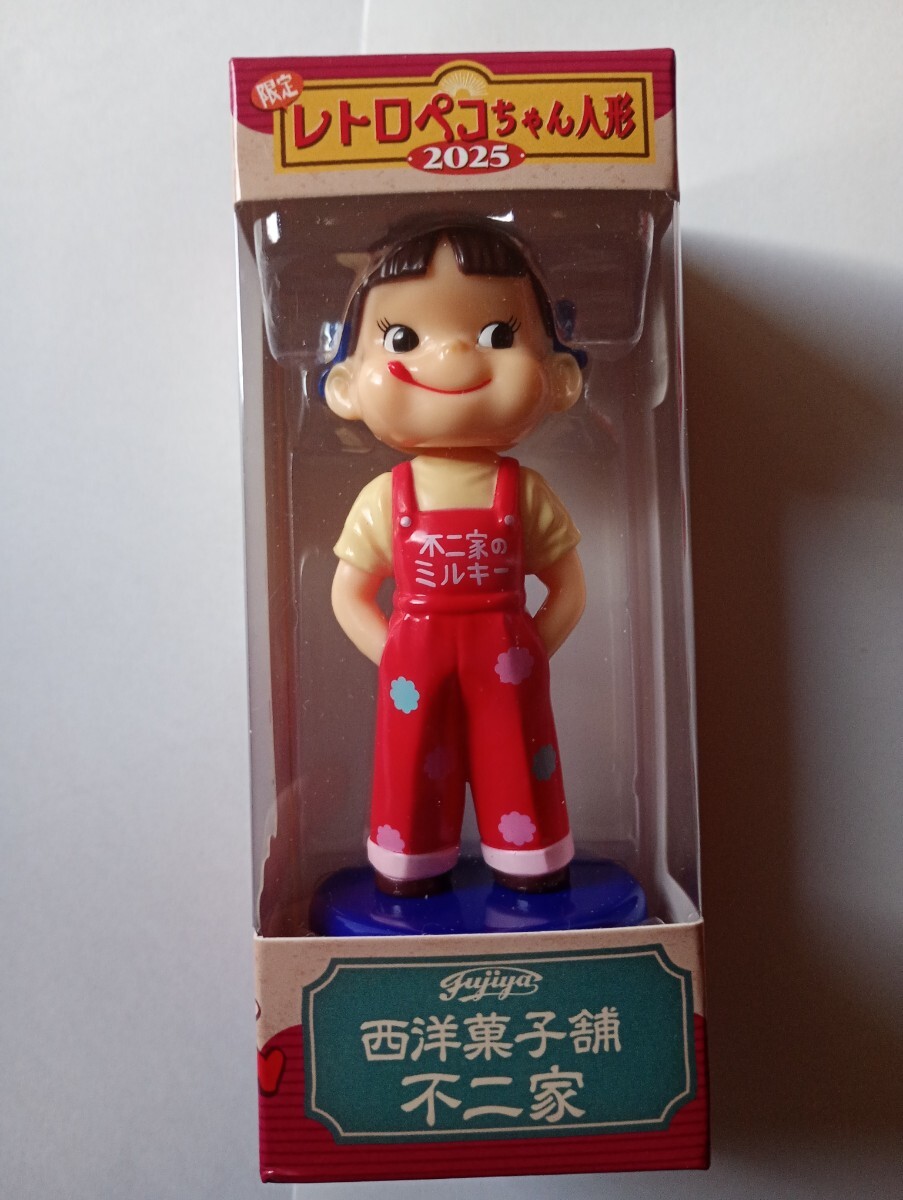 限定
レトロペコちゃん人形
2025
不二家の
ミルキー
fujiya
西洋菓子舗
不二家